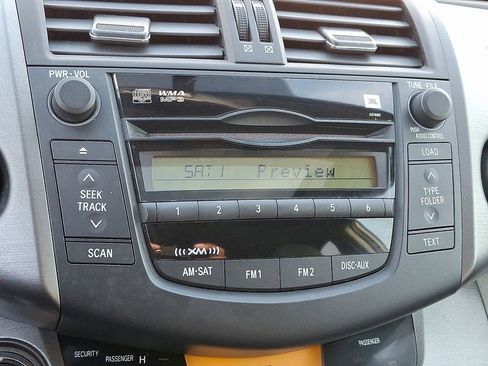 PWR•VOL
WMA
MP3
JBL
TUNE•FILE
PUSH
AUDIO CONTROL
LOAD
SAT1 Preview
SEEK
TRACK
TYPE
FOLDER
1 2 3 4 5 6
(((XM)))
SCAN
TEXT
AM•SAT FM1 FM2 DISC•AUX
SECURITY PASSENGER H
PASSENGER